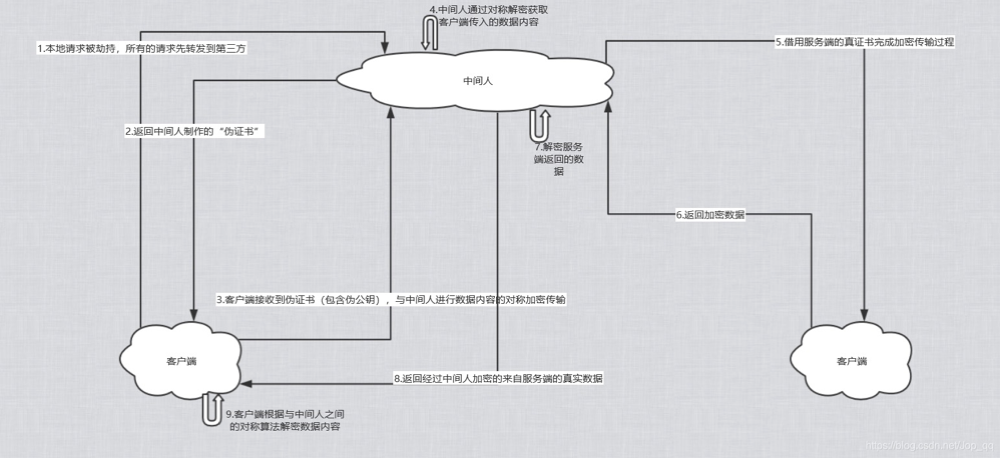 4.中间人通过对称解密获取
客户端传入的数据内容
1.本地请求被劫持，所有的请求先转发到第三方
5.借用服务端的真证书完成加密传输过程
中间人
2.返回中间人制作的“伪证书”
7.解密服务
端返回的数
据
6.返回加密数据
3.客户端接收到伪证书（包含伪公钥），与中间人进行数据内容的对称加密传输
客户端
客户端
8.返回经过中间人加密的来自服务端的真实数据
9.客户端根据与中间人之间
的对称算法解密数据内容
https://blog.csdn.net/Jop_qq